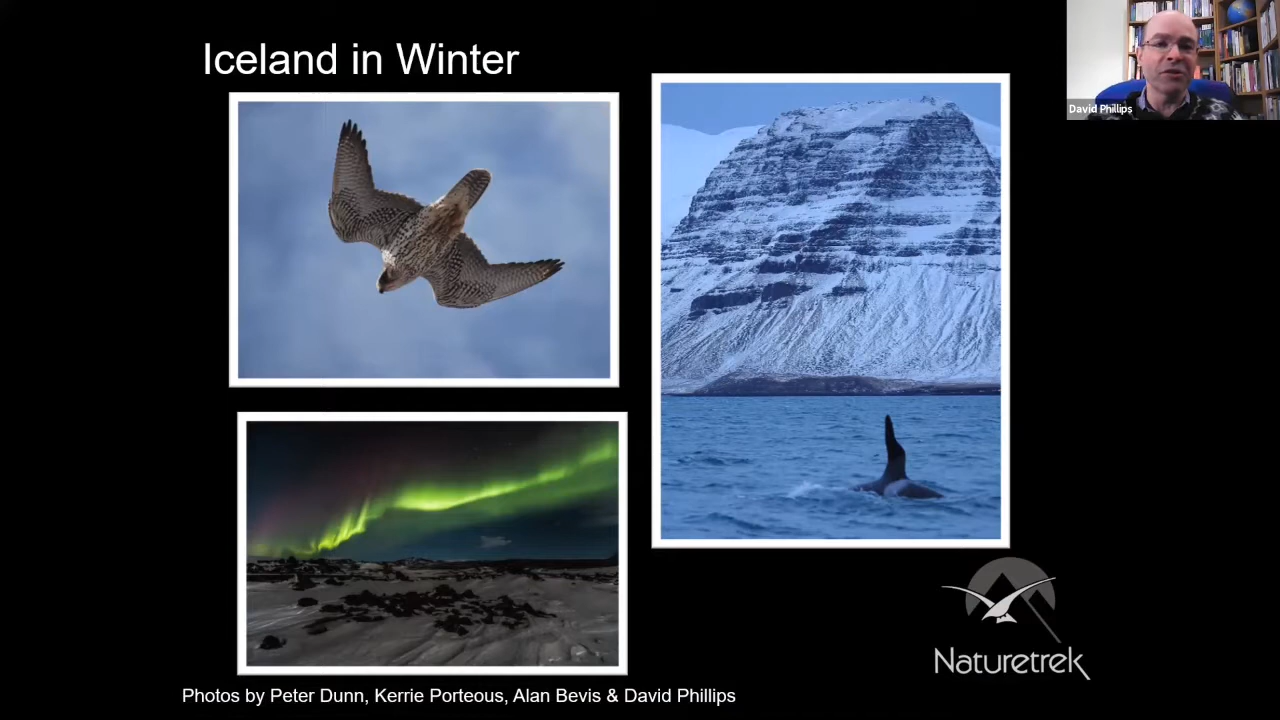 Iceland in Winter
David Phillips
Naturetrek
Photos by Peter Dunn, Kerrie Porteous, Alan Bevis & David Phillips